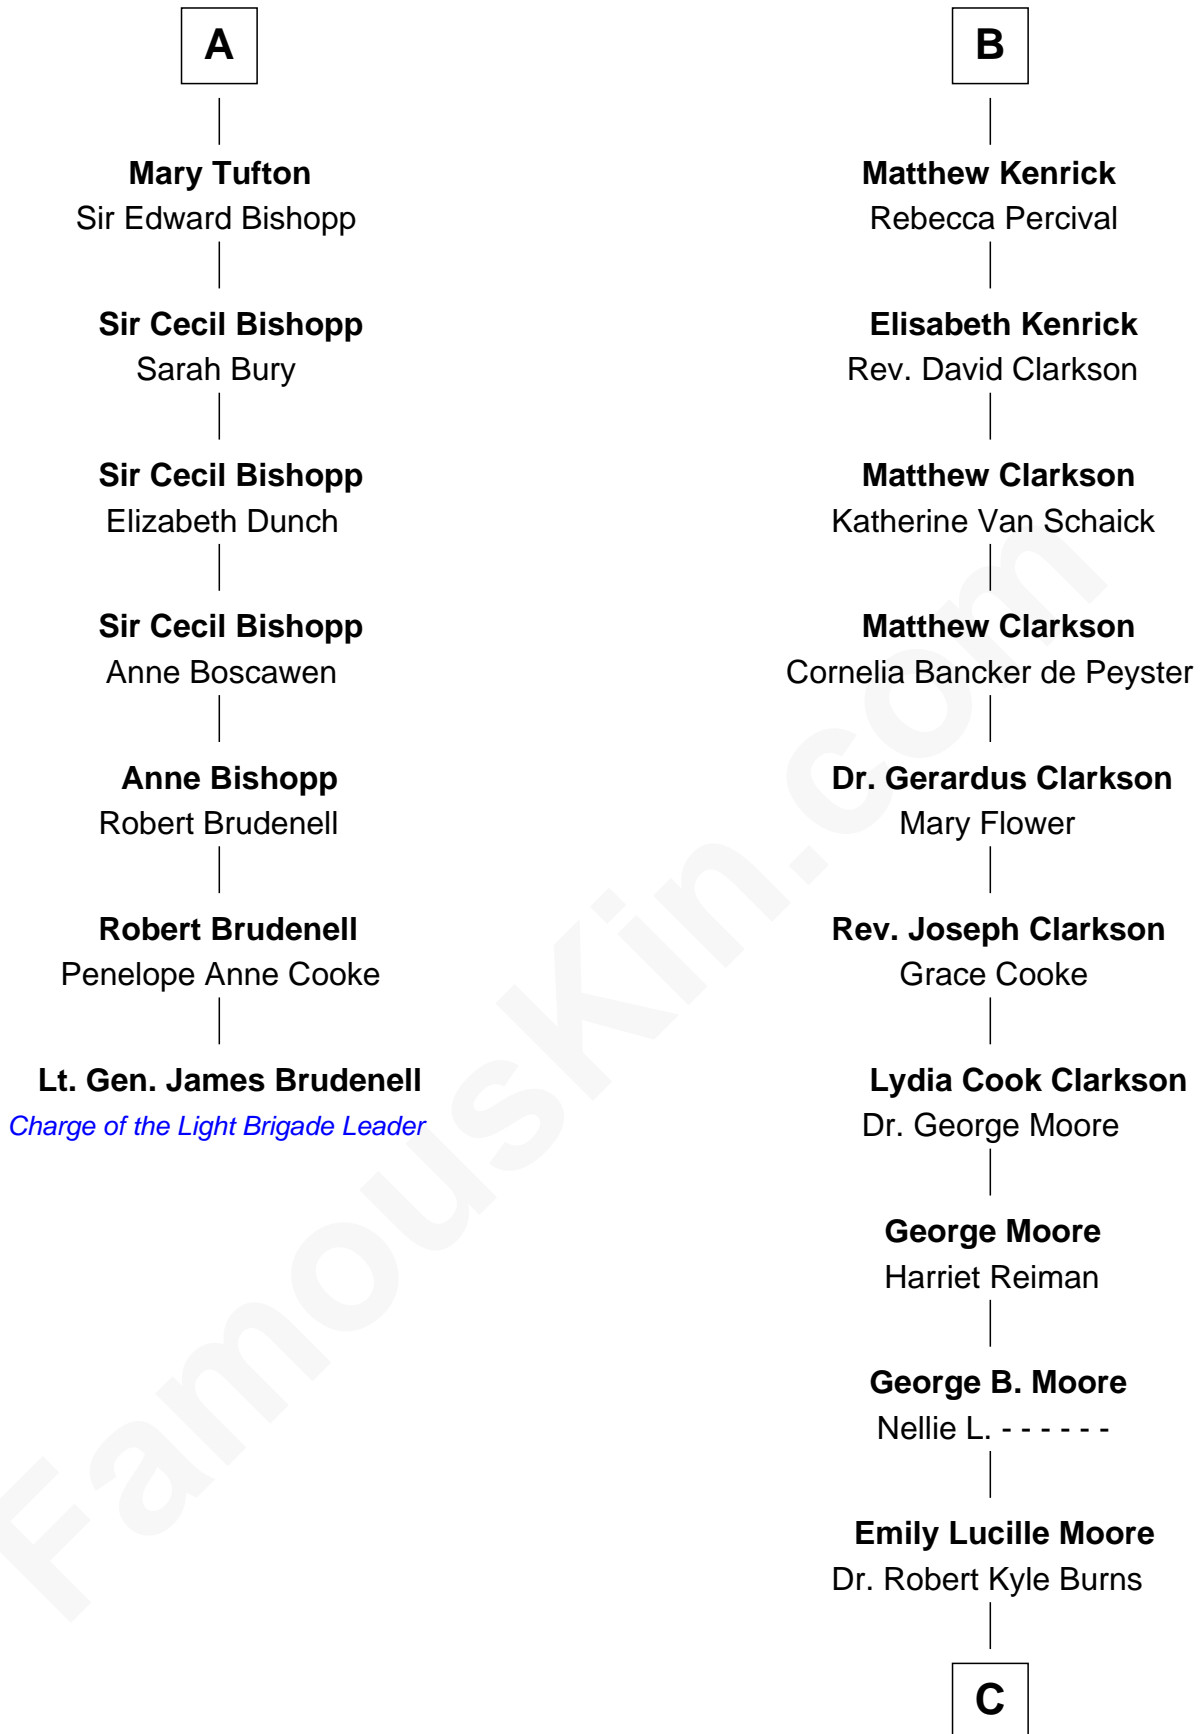 A
Mary Tufton
Sir Edward Bishopp
Sir Cecil Bishopp
Sarah Bury
Sir Cecil Bishopp
Elizabeth Dunch
Sir Cecil Bishopp
Anne Boscawen
Anne Bishopp
Robert Brudenell
Robert Brudenell
Penelope Anne Cooke
Lt. Gen. James Brudenell
Charge of the Light Brigade Leader
B
Matthew Kenrick
Rebecca Percival
Elisabeth Kenrick
Rev. David Clarkson
Matthew Clarkson
Katherine Van Schaick
Matthew Clarkson
Cornelia Bancker de Peyster
Dr. Gerardus Clarkson
Mary Flower
Rev. Joseph Clarkson
Grace Cooke
Lydia Cook Clarkson
Dr. George Moore
George Moore
Harriet Reiman
George B. Moore
Nellie L. - - - - - -
Emily Lucille Moore
Dr. Robert Kyle Burns
C
FamousKin.com